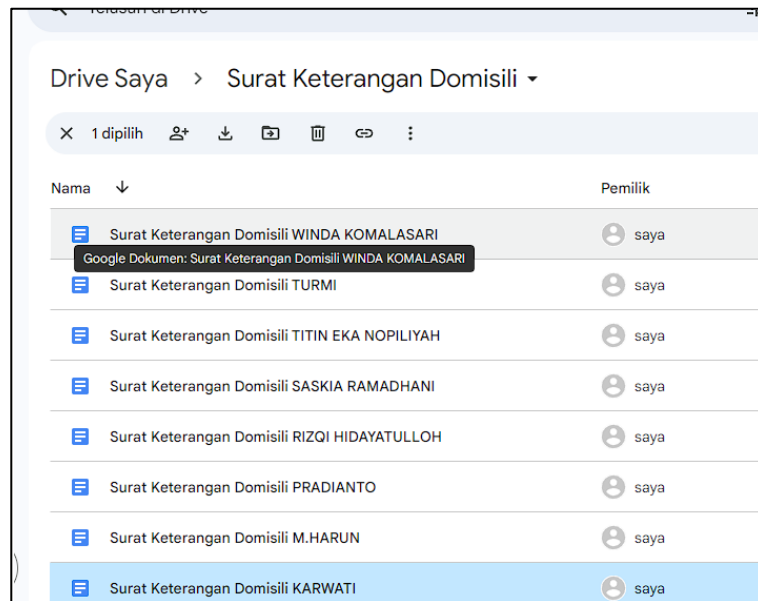 Telusuri di Drive
Drive Saya > Surat Keterangan Domisili
1 dipilih
Nama Pemilik
Surat Keterangan Domisili WINDA KOMALASARI saya
Google Dokumen: Surat Keterangan Domisili WINDA KOMALASARI
Surat Keterangan Domisili TURMI saya
Surat Keterangan Domisili TITIN EKA NOPILIYAH saya
Surat Keterangan Domisili SASKIA RAMADHANI saya
Surat Keterangan Domisili RIZQI HIDAYATULLOH saya
Surat Keterangan Domisili PRADIANTO saya
Surat Keterangan Domisili M.HARUN saya
Surat Keterangan Domisili KARWATI saya